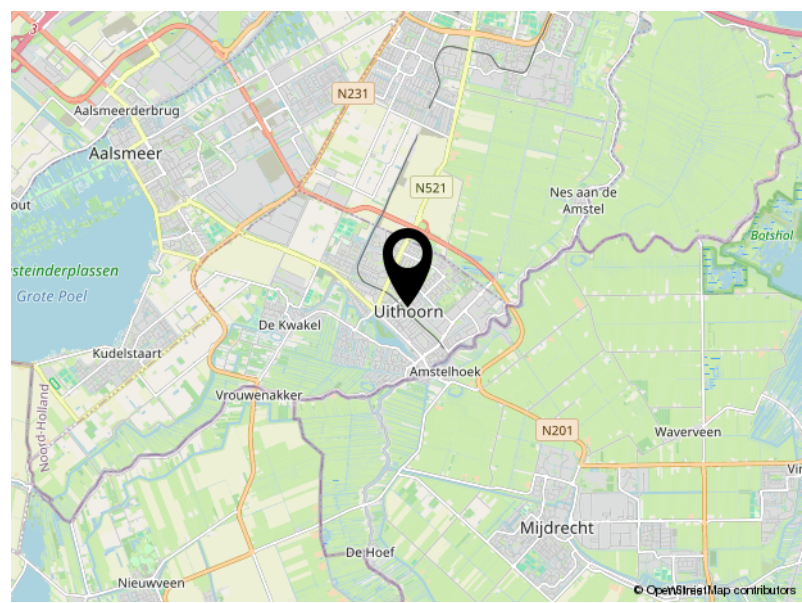 3
Aalsmeerderbrug
N231
Aalsmeer
N521
Nes aan de
Amstel
out
Botshol
steinderplassen
Grote Poel
Uithoorn
De Kwakel
Kudelstaart
Amstelhoek
Vrouwenakker
Noord-Holland
N201
Waverveen
Vin
Mijdrecht
De Hoef
Nieuwveen
© OpenStreetMap contributors